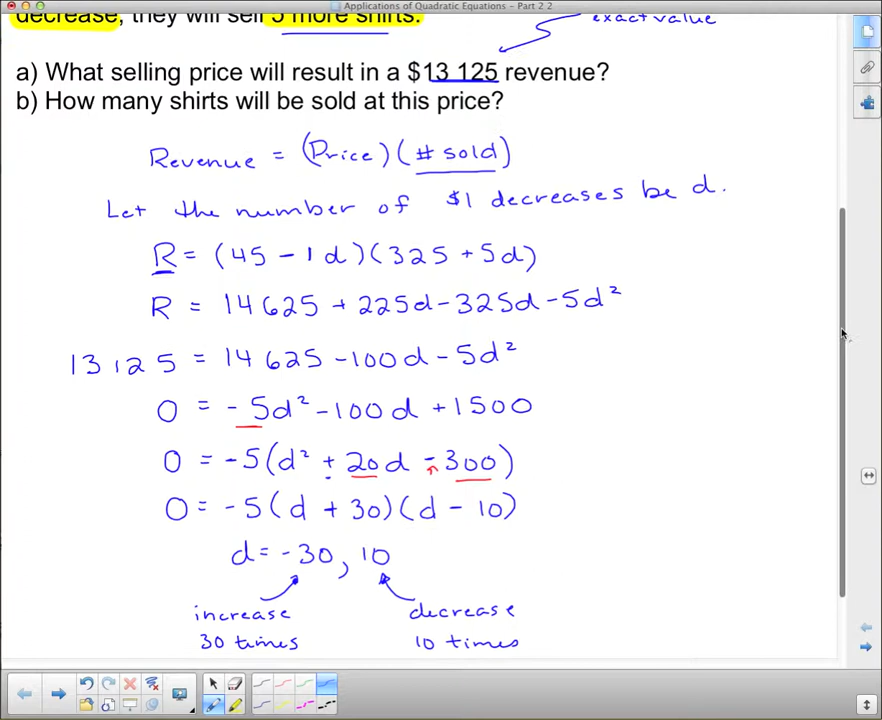 Applications of Quadratic Equations - Part 2 2
decrease, they will sell 5 more shirts.
exact value
a) What selling price will result in a $13 125 revenue?
b) How many shirts will be sold at this price?
Revenue = (Price)(# sold)
Let the number of $1 decreases be d.
R = (45 - 1d)(325 + 5d)
R = 14625 + 225d - 325d - 5d²
13125 = 14625 - 100d - 5d²
0 = -5d² - 100d + 1500
0 = -5(d² + 20d - 300)
0 = -5(d + 30)(d - 10)
d = -30, 10
increase decrease
30 times 10 times